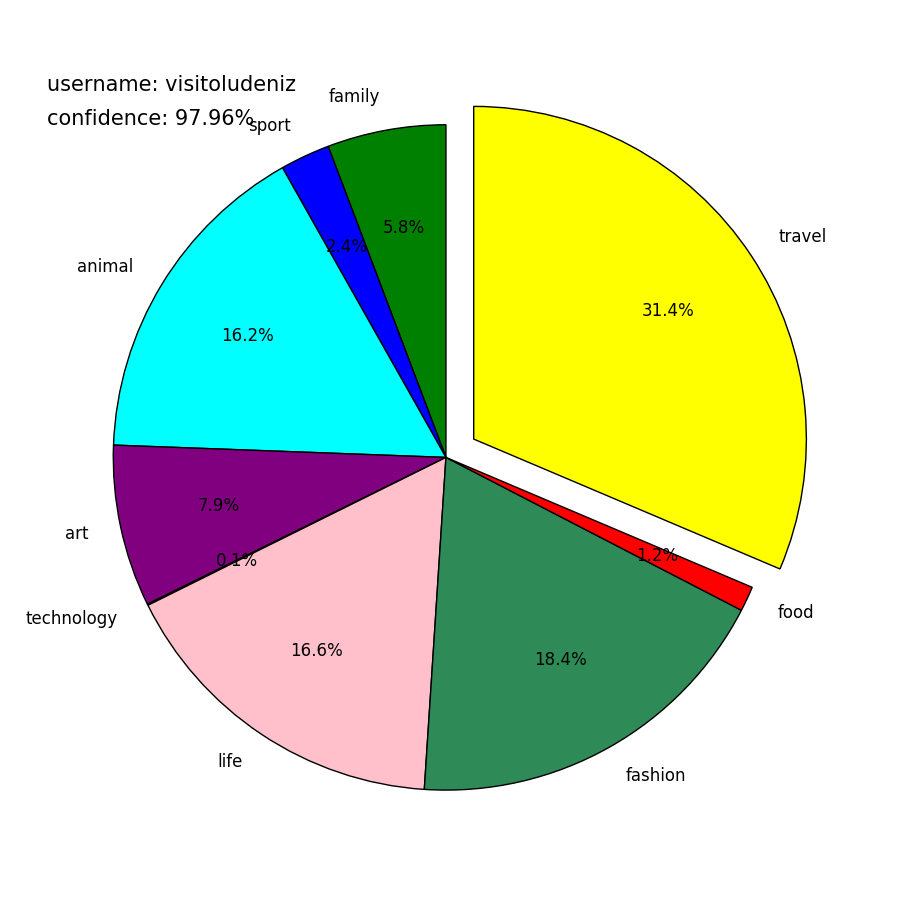 username: visitoludeniz
confidence: 97.96%
family
sport
travel
animal
5.8%
2.4%
31.4%
16.2%
7.9%
art
0.1%
1.2%
technology
food
16.6%
18.4%
life
fashion